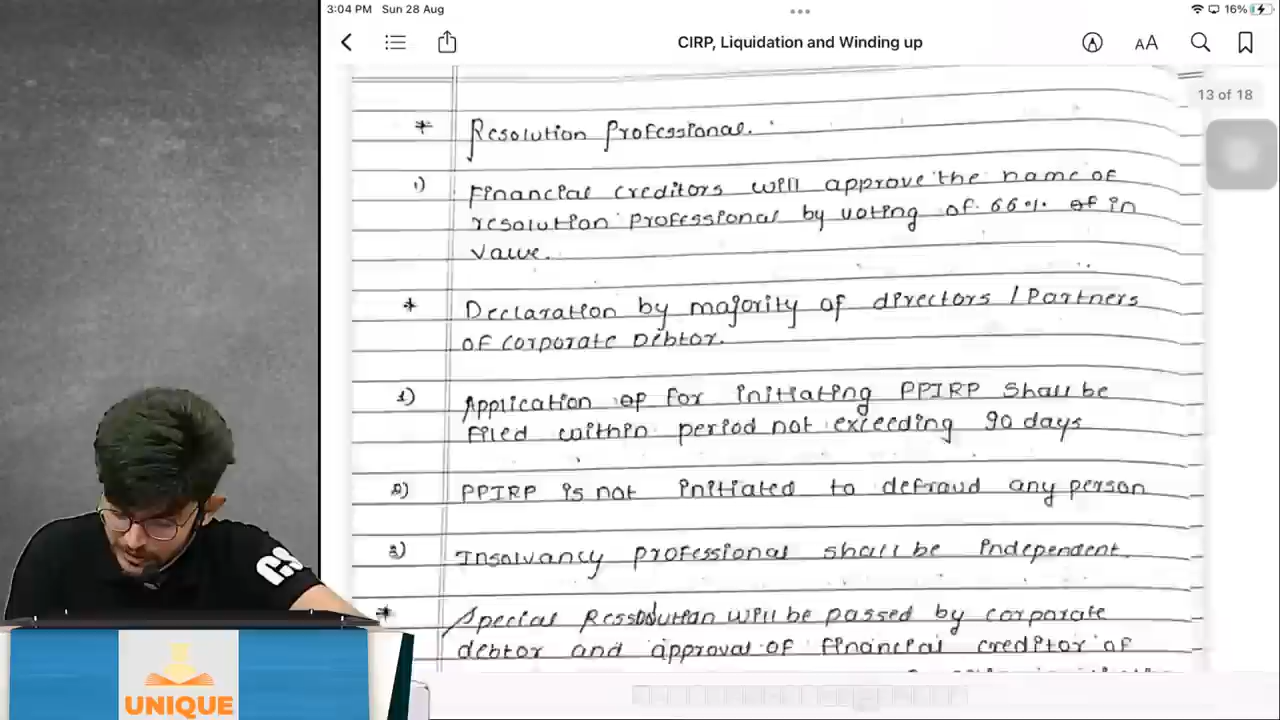 3:04 PM Sun 28 Aug
16%
CIRP, Liquidation and Winding up
AA
13 of 18
* Resolution Professional.
1) Financial creditors will approve the name of
resolution professional by voting of 66% of in
value.
* Declaration by majority of directors / Partners
of corporate Debtor.
1) Application of for initiating PPIRP shall be
filed within period not exceeding 90 days
2) PPIRP is not initiated to defraud any person
3) Insolvancy professional shall be independent.
* Special Resolution will be passed by corporate
debtor and approval of financial creditor of
CS
UNIQUE